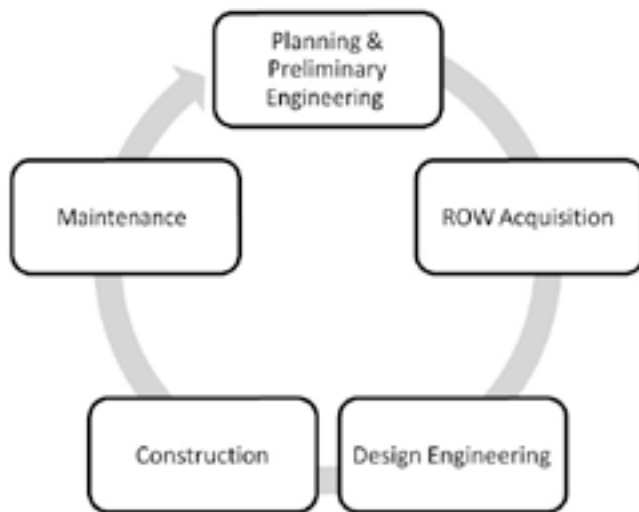 Planning &
Preliminary
Engineering
ROW Acquisition
Design Engineering
Construction
Maintenance